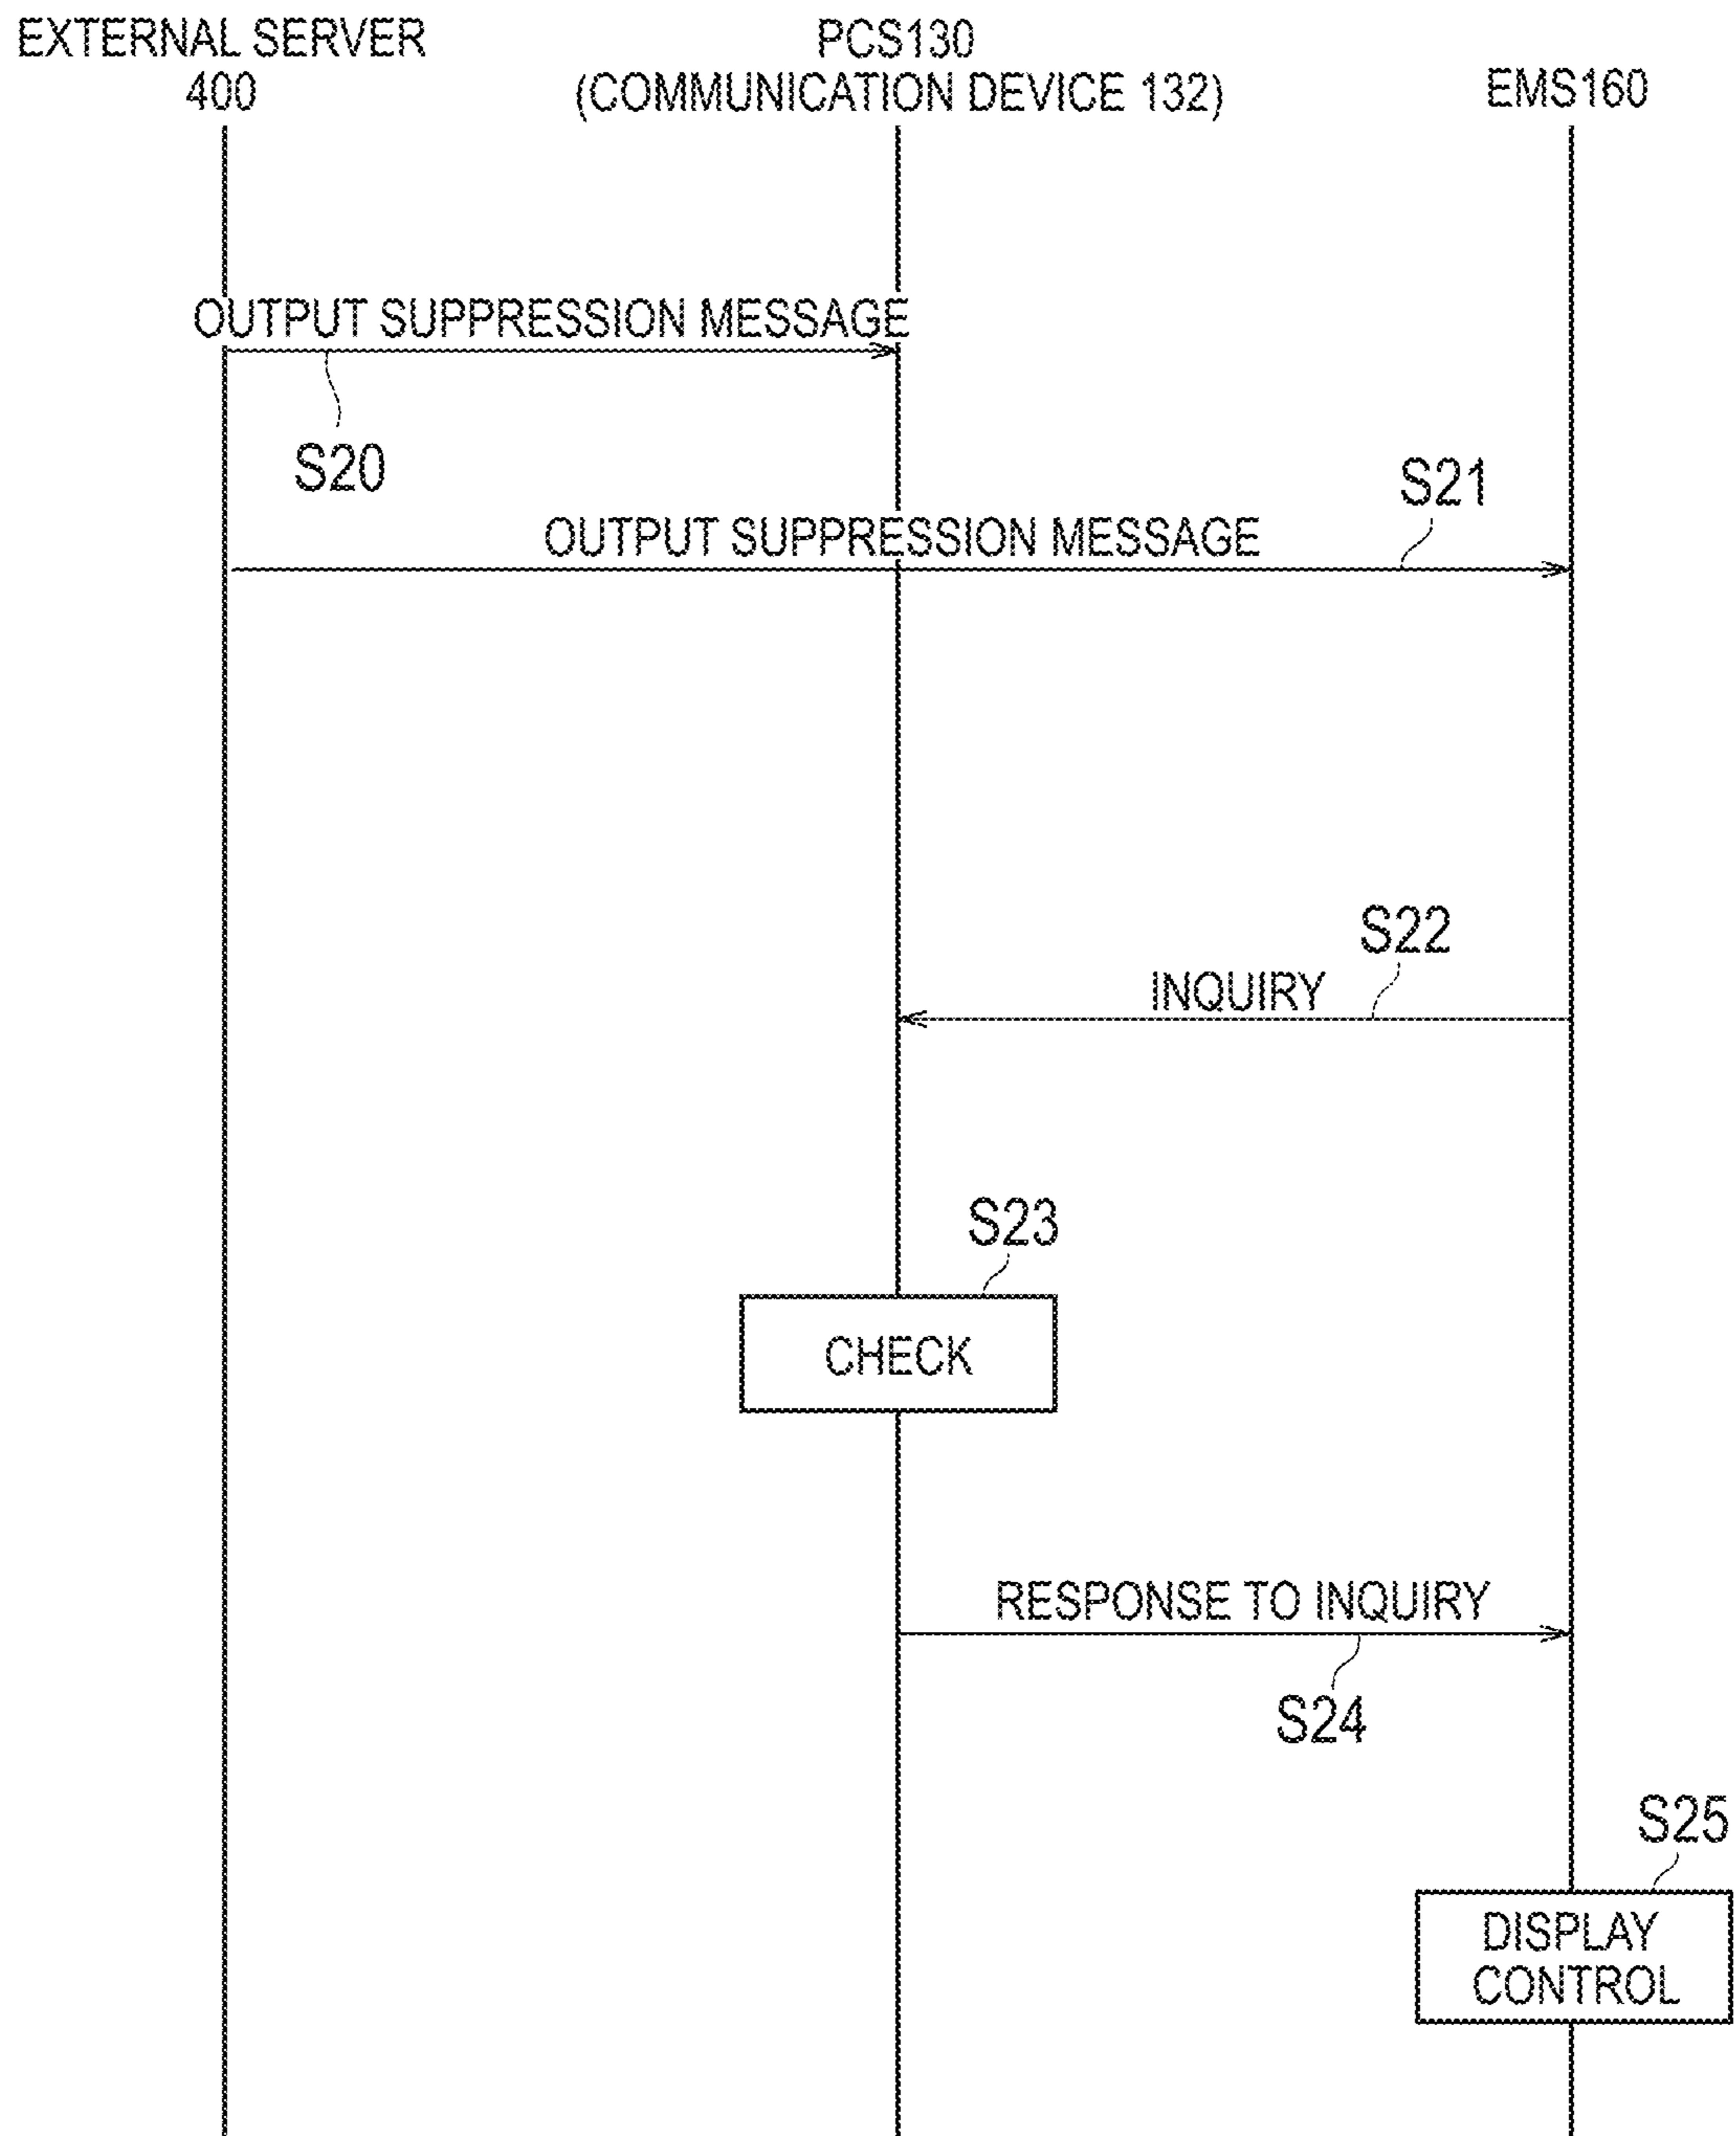 EXTERNAL SERVER
400
PCS130
(COMMUNICATION DEVICE 132)
EMS160
OUTPUT SUPPRESSION MESSAGE
S20
S21
OUTPUT SUPPRESSION MESSAGE
S22
INQUIRY
S23
CHECK
RESPONSE TO INQUIRY
S24
S25
DISPLAY
CONTROL